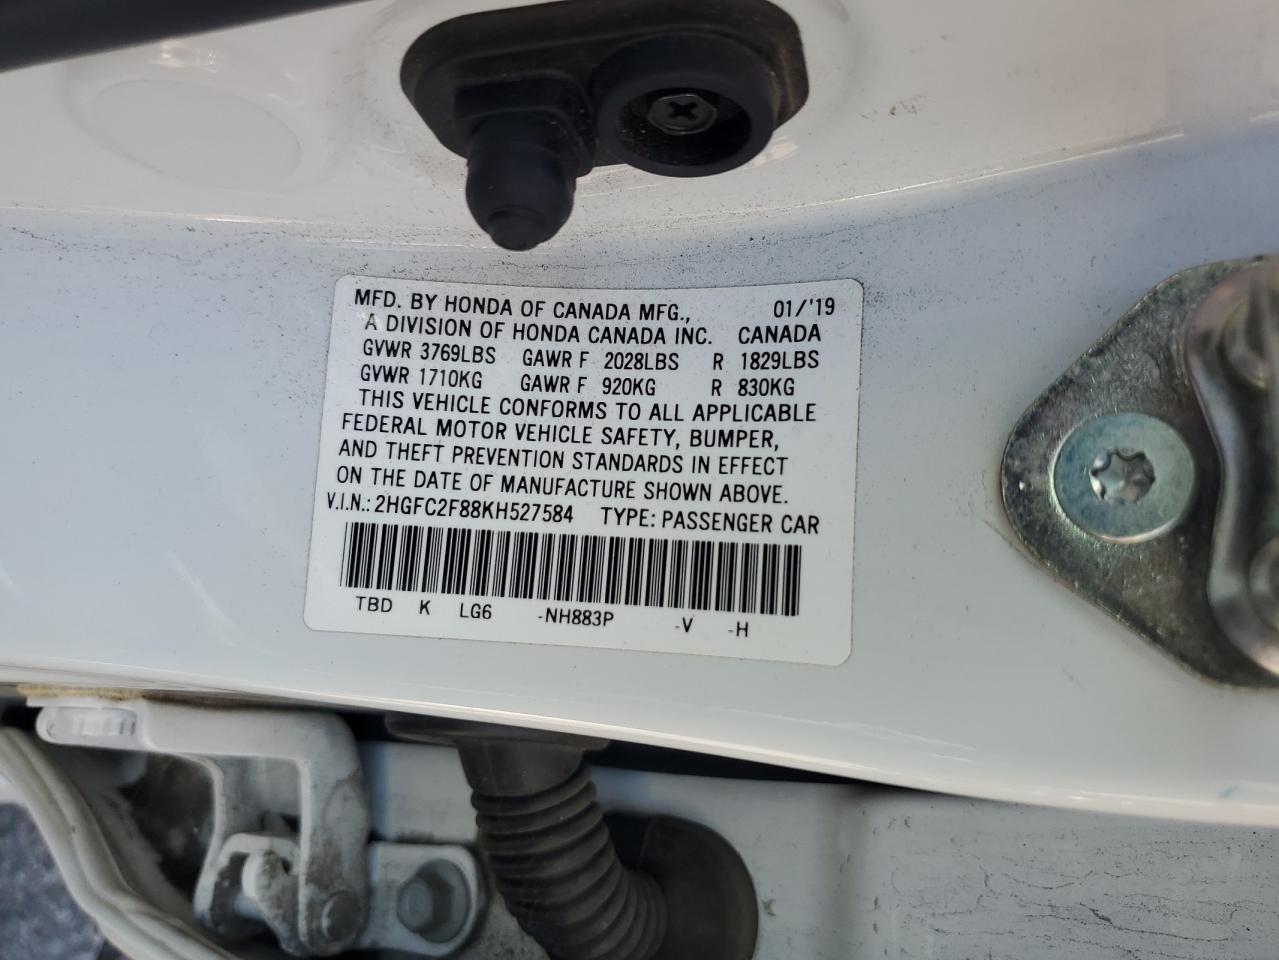 MFD. BY HONDA OF CANADA MFG., 01/'19
A DIVISION OF HONDA CANADA INC. CANADA
GVWR 3769LBS GAWR F 2028LBS R 1829LBS
GVWR 1710KG GAWR F 920KG R 830KG
THIS VEHICLE CONFORMS TO ALL APPLICABLE
FEDERAL MOTOR VEHICLE SAFETY, BUMPER,
AND THEFT PREVENTION STANDARDS IN EFFECT
ON THE DATE OF MANUFACTURE SHOWN ABOVE.
V.I.N.: 2HGFC2F88KH527584 TYPE: PASSENGER CAR
TBD K LG6 -NH883P -V -H